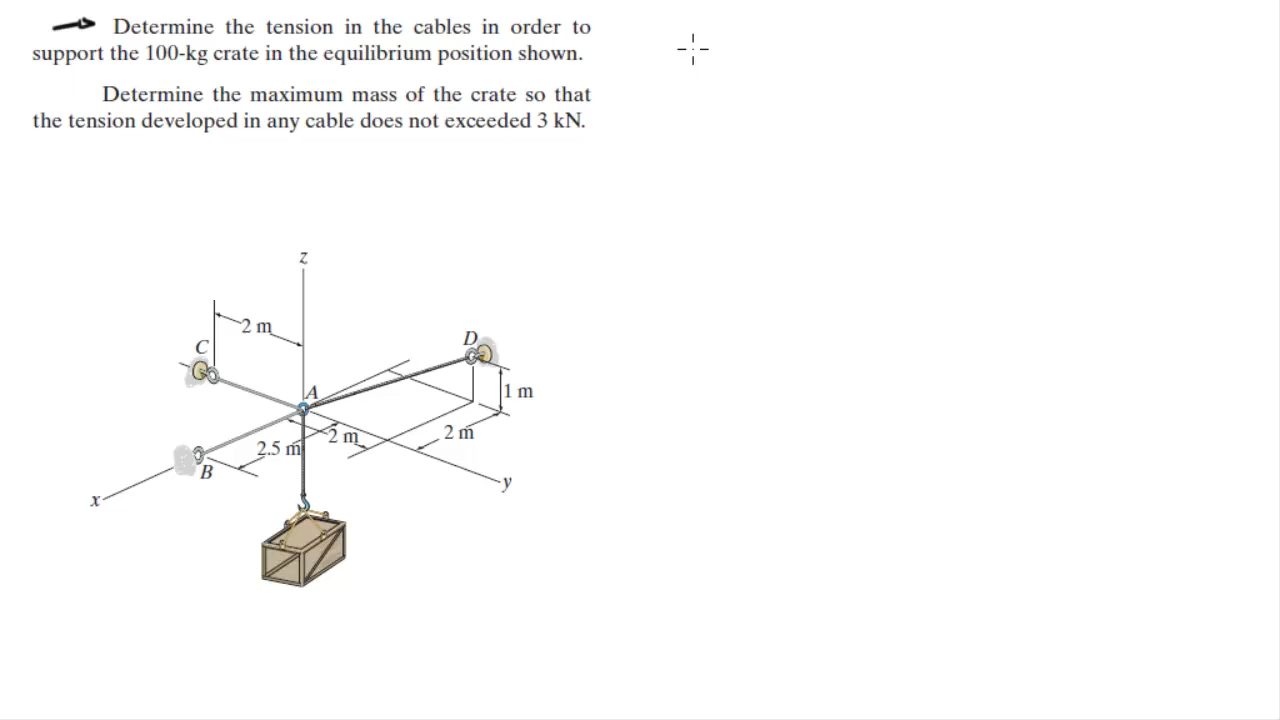 Determine the tension in the cables in order to
support the 100-kg crate in the equilibrium position shown.
Determine the maximum mass of the crate so that
the tension developed in any cable does not exceeded 3 kN.
z
2 m
C
D
A
1 m
2 m
2 m
2.5 m
B
y
x